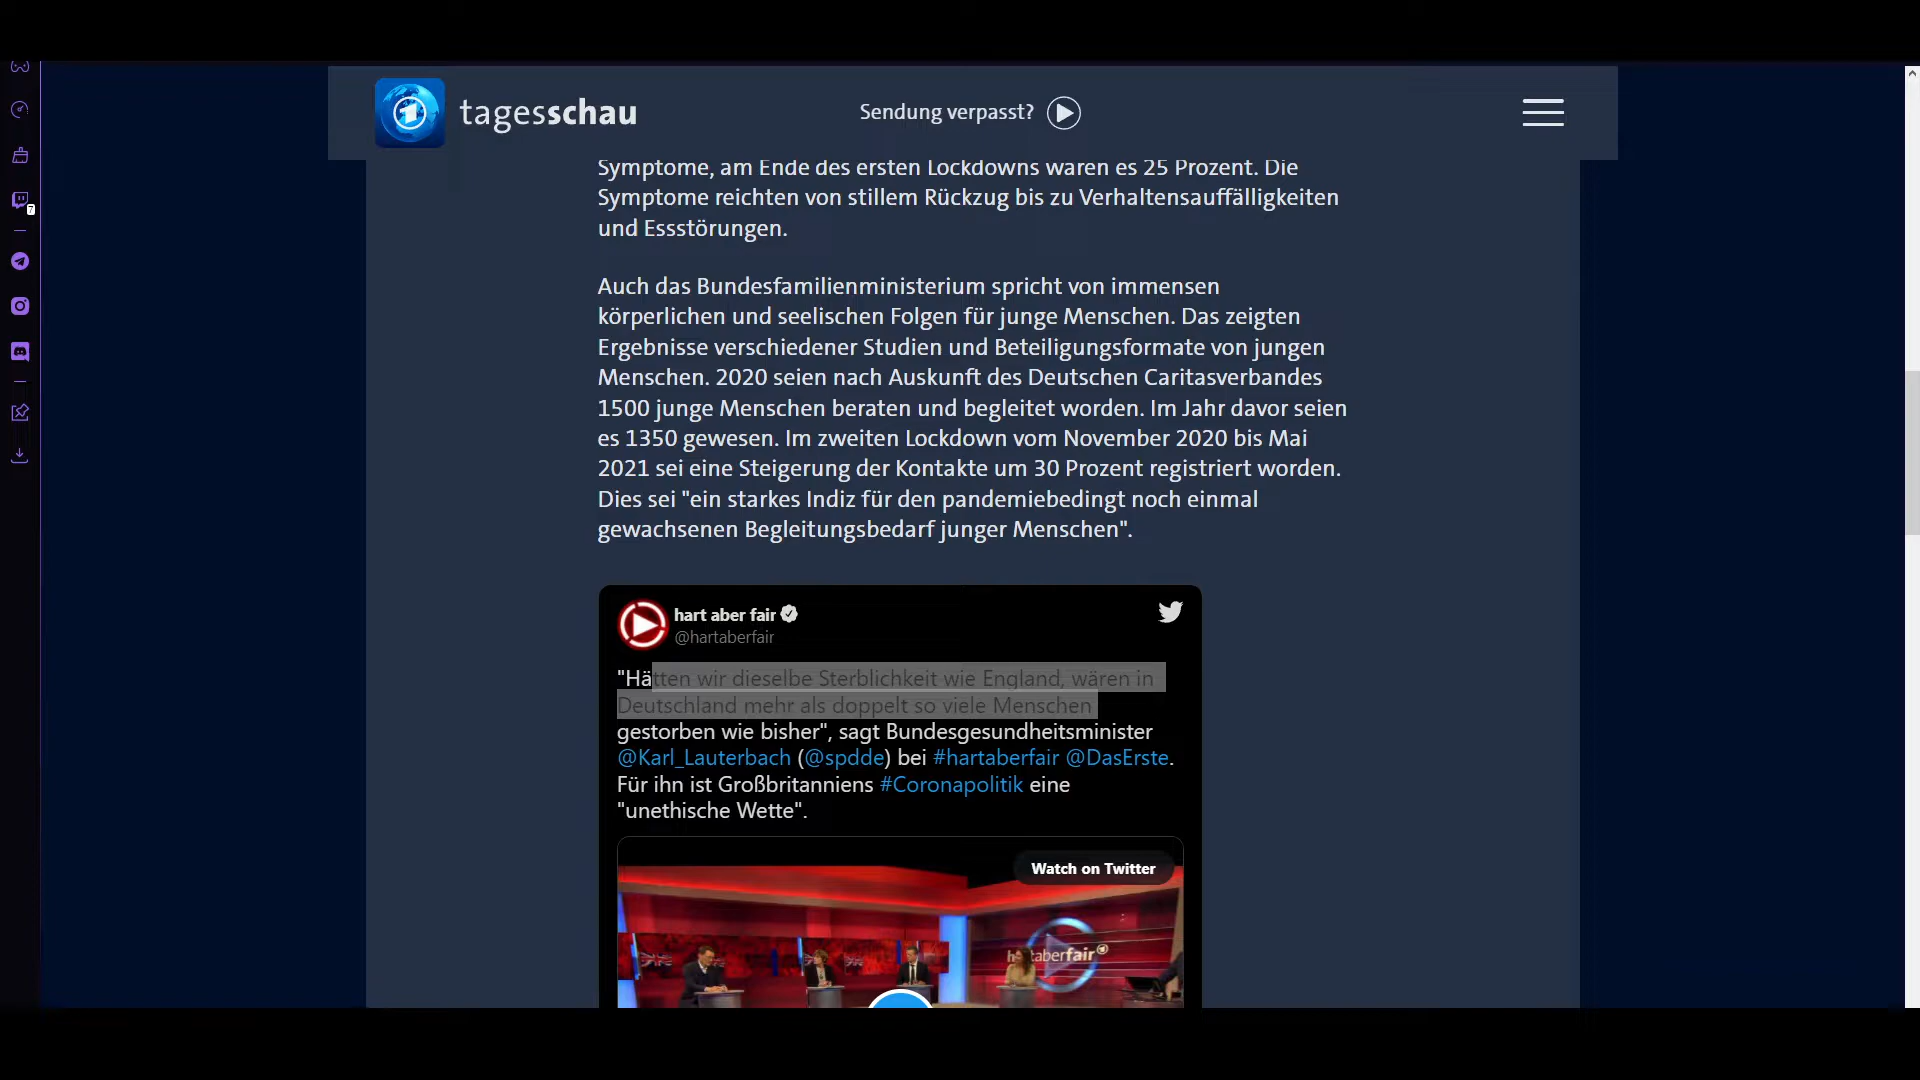 tagesschau
Sendung verpasst?
Symptome, am Ende des ersten Lockdowns waren es 25 Prozent. Die
Symptome reichten von stillem Rückzug bis zu Verhaltensauffälligkeiten
und Essstörungen.
Auch das Bundesfamilienministerium spricht von immensen
körperlichen und seelischen Folgen für junge Menschen. Das zeigten
Ergebnisse verschiedener Studien und Beteiligungsformate von jungen
Menschen. 2020 seien nach Auskunft des Deutschen Caritasverbandes
1500 junge Menschen beraten und begleitet worden. Im Jahr davor seien
es 1350 gewesen. Im zweiten Lockdown vom November 2020 bis Mai
2021 sei eine Steigerung der Kontakte um 30 Prozent registriert worden.
Dies sei "ein starkes Indiz für den pandemiebedingt noch einmal
gewachsenen Begleitungsbedarf junger Menschen".
hart aber fair
@hartaberfair
"Hätten wir dieselbe Sterblichkeit wie England, wären in
Deutschland mehr als doppelt so viele Menschen
gestorben wie bisher", sagt Bundesgesundheitsminister
@Karl_Lauterbach (@spdde) bei #hartaberfair @DasErste.
Für ihn ist Großbritanniens #Coronapolitik eine
"unethische Wette".
Watch on Twitter
hartaberfair
7